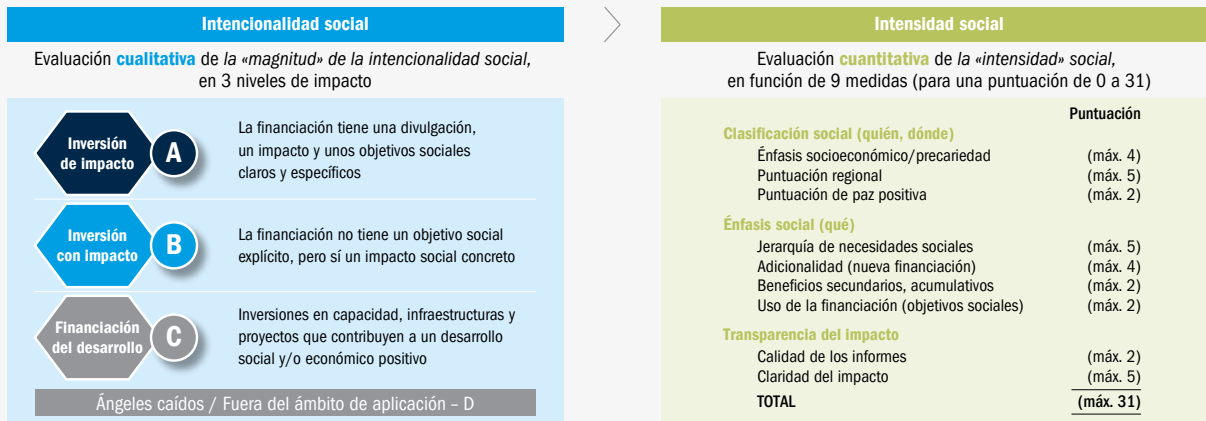 Intencionalidad social
Evaluación cualitativa de la «magnitud» de la intencionalidad social,
en 3 niveles de impacto
Inversión
de impacto
A
La financiación tiene una divulgación,
un impacto y unos objetivos sociales
claros y específicos
Inversión
con impacto
B
La financiación no tiene un objetivo social
explícito, pero sí un impacto social concreto
Financiación
del desarrollo
C
Inversiones en capacidad, infraestructuras y
proyectos que contribuyen a un desarrollo
social y/o económico positivo
Ángeles caídos / Fuera del ámbito de aplicación – D
Intensidad social
Evaluación cuantitativa de la «intensidad» social,
en función de 9 medidas (para una puntuación de 0 a 31)
Puntuación
Clasificación social (quién, dónde)
Énfasis socioeconómico/precariedad (máx. 4)
Puntuación regional (máx. 5)
Puntuación de paz positiva (máx. 2)
Énfasis social (qué)
Jerarquía de necesidades sociales (máx. 5)
Adicionalidad (nueva financiación) (máx. 4)
Beneficios secundarios, acumulativos (máx. 2)
Uso de la financiación (objetivos sociales) (máx. 2)
Transparencia del impacto
Calidad de los informes (máx. 2)
Claridad del impacto (máx. 5)
TOTAL (máx. 31)